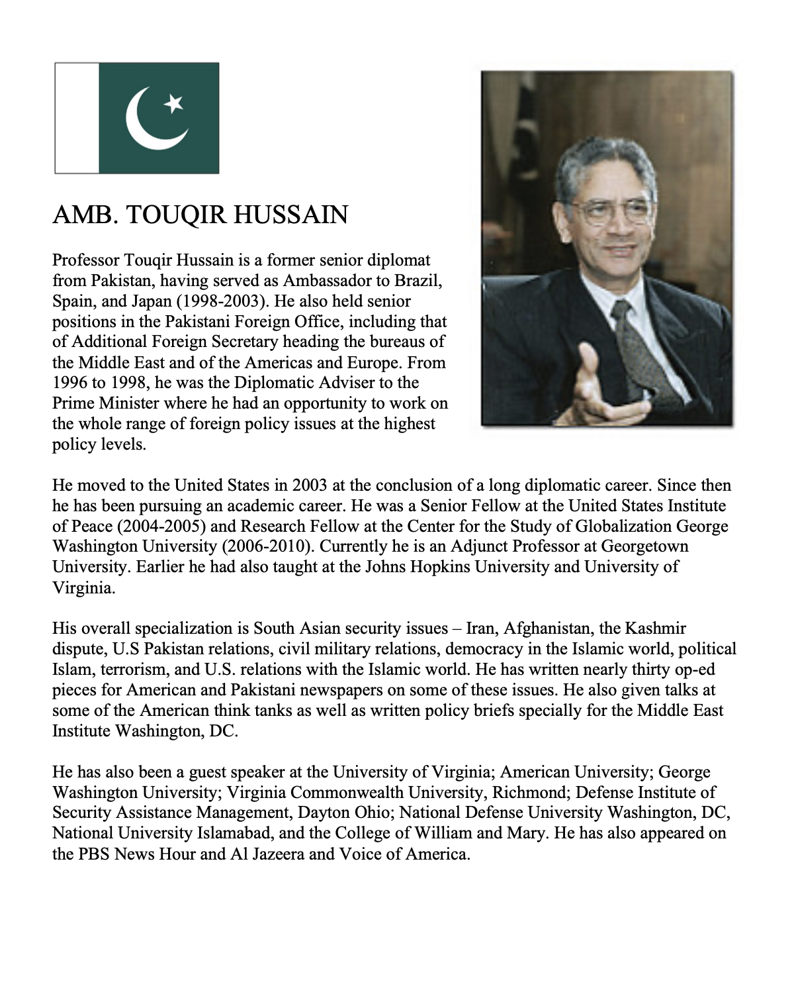 AMB. TOUQIR HUSSAIN
Professor Touqir Hussain is a former senior diplomat
from Pakistan, having served as Ambassador to Brazil,
Spain, and Japan (1998-2003). He also held senior
positions in the Pakistani Foreign Office, including that
of Additional Foreign Secretary heading the bureaus of
the Middle East and of the Americas and Europe. From
1996 to 1998, he was the Diplomatic Adviser to the
Prime Minister where he had an opportunity to work on
the whole range of foreign policy issues at the highest
policy levels.
He moved to the United States in 2003 at the conclusion of a long diplomatic career. Since then
he has been pursuing an academic career. He was a Senior Fellow at the United States Institute
of Peace (2004-2005) and Research Fellow at the Center for the Study of Globalization George
Washington University (2006-2010). Currently he is an Adjunct Professor at Georgetown
University. Earlier he had also taught at the Johns Hopkins University and University of
Virginia.
His overall specialization is South Asian security issues – Iran, Afghanistan, the Kashmir
dispute, U.S Pakistan relations, civil military relations, democracy in the Islamic world, political
Islam, terrorism, and U.S. relations with the Islamic world. He has written nearly thirty op-ed
pieces for American and Pakistani newspapers on some of these issues. He also given talks at
some of the American think tanks as well as written policy briefs specially for the Middle East
Institute Washington, DC.
He has also been a guest speaker at the University of Virginia; American University; George
Washington University; Virginia Commonwealth University, Richmond; Defense Institute of
Security Assistance Management, Dayton Ohio; National Defense University Washington, DC,
National University Islamabad, and the College of William and Mary. He has also appeared on
the PBS News Hour and Al Jazeera and Voice of America.